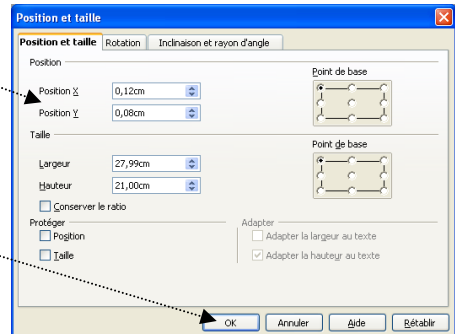 Position et taille
Position et taille Rotation Inclinaison et rayon d'angle
Position
Point de base
Position X 0,12cm
Position Y 0,08cm
Taille
Point de base
Largeur 27,99cm
Hauteur 21,00cm
Conserver le ratio
Protéger Adapter
Position Adapter la largeur au texte
Taille Adapter la hauteur au texte
OK Annuler Aide Rétablir